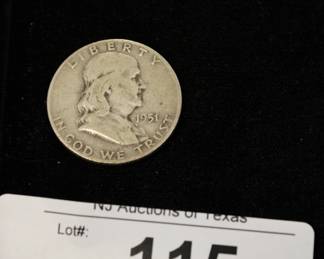 LIBERTY
1951
IN GOD WE TRUST
NJ Auctions of Texas
Lot#:
115